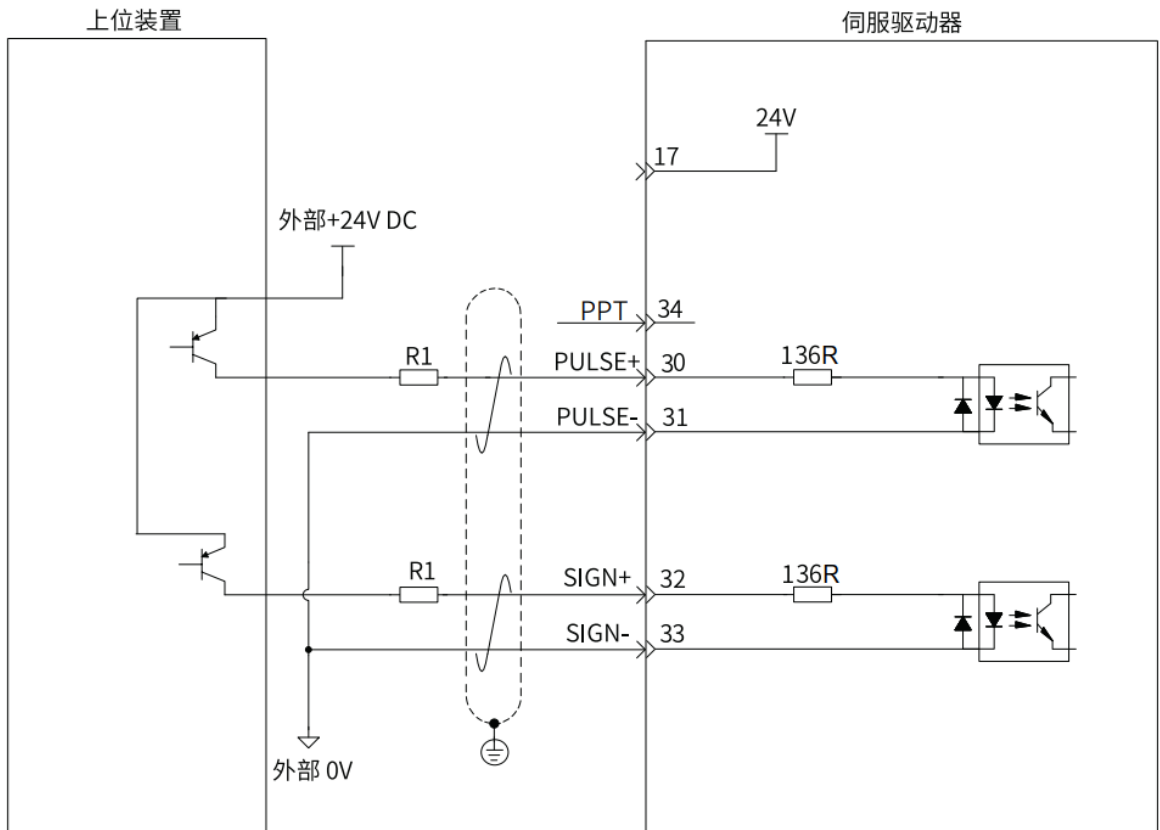 上位装置
伺服驱动器
24V
17
外部+24V DC
PPT
34
R1
PULSE+
30
136R
PULSE-
31
R1
SIGN+
32
136R
SIGN-
33
外部 0V